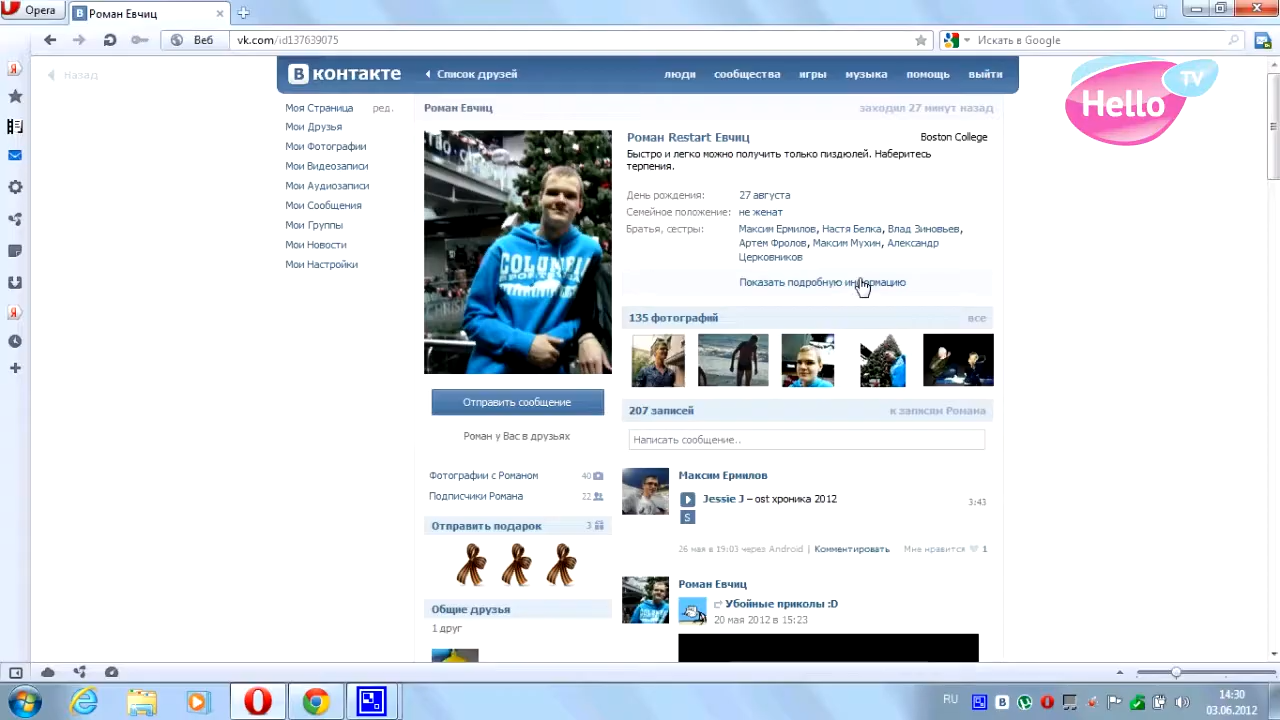 Opera
Роман Евчиц
Веб
vk.com/id137639075
Искать в Google
Назад
В контакте
Список друзей
люди
сообщества
игры
музыка
помощь
выйти
Hello TV
Моя Страница
ред.
Мои Друзья
Мои Фотографии
Мои Видеозаписи
Мои Аудиозаписи
Мои Сообщения
Мои Группы
Мои Новости
Мои Настройки
Роман Евчиц
заходил 27 минут назад
COLUMBIA
Отправить сообщение
Роман у Вас в друзьях
Фотографии с Романом
40
Подписчики Романа
22
Отправить подарок
3
Общие друзья
1 друг
Роман Restart Евчиц
Boston College
Быстро и легко можно получить только пиздюлей. Наберитесь
терпения.
День рождения: 27 августа
Семейное положение: не женат
Братья, сестры: Максим Ермилов, Настя Белка, Влад Зиновьев,
Артем Фролов, Максим Мухин, Александр
Церковников
Показать подробную информацию
135 фотографий
все
207 записей
к записям Романа
Написать сообщение..
Максим Ермилов
Jessie J – ost хроника 2012
3:43
S
26 мая в 19:03 через Android | Комментировать
Мне нравится 1
Роман Евчиц
Убойные приколы :D
20 мая 2012 в 15:23
RU
14:30
03.06.2012